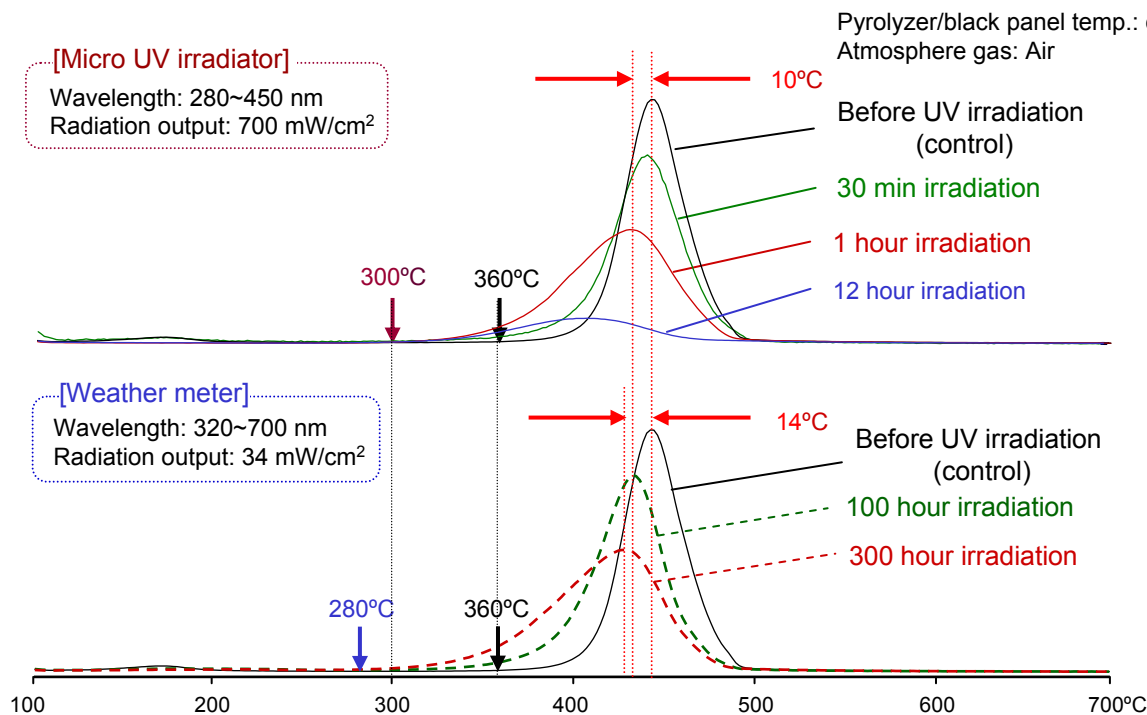 Pyrolyzer/black panel temp.:
Atmosphere gas: Air
[Micro UV irradiator]
Wavelength: 280~450 nm
Radiation output: 700 mW/cm²
10ºC
Before UV irradiation
(control)
30 min irradiation
1 hour irradiation
12 hour irradiation
300ºC
360ºC
[Weather meter]
Wavelength: 320~700 nm
Radiation output: 34 mW/cm²
14ºC
Before UV irradiation
(control)
100 hour irradiation
300 hour irradiation
280ºC
360ºC
100 200 300 400 500 600 700ºC